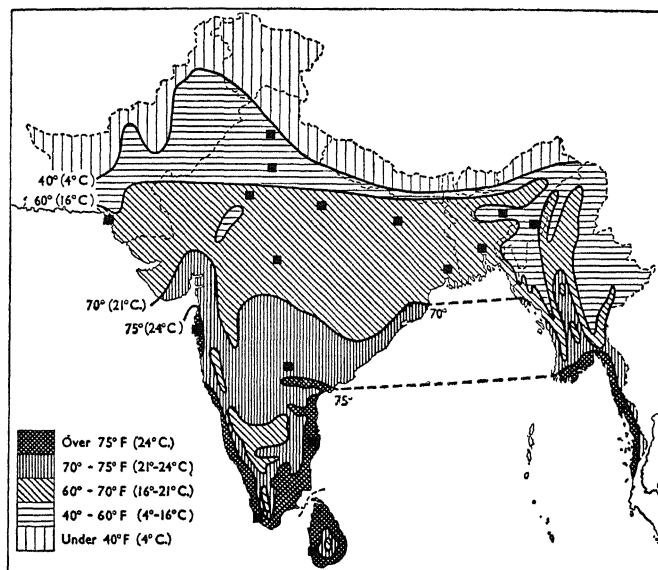 40° (4°C)
60° (16°C)
70° (21°C.)
75° (24°C)
70°
75°
Over 75° F (24°C.)
70° - 75° F (21°-24°C)
60° - 70° F (16°-21°C.)
40° - 60° F (4°-16°C)
Under 40° F (4°C.)